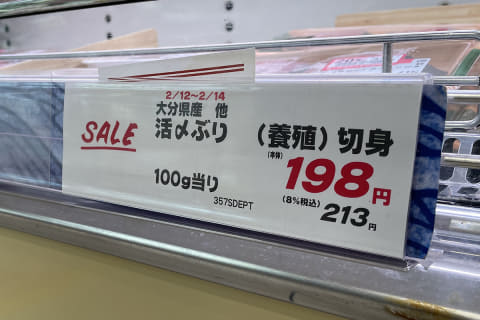 2/12〜2/14
大分県産 他
SALE 活〆ぶり (養殖) 切身
(本体) 198円
100g当り
(8%税込) 213円
357SDEPT